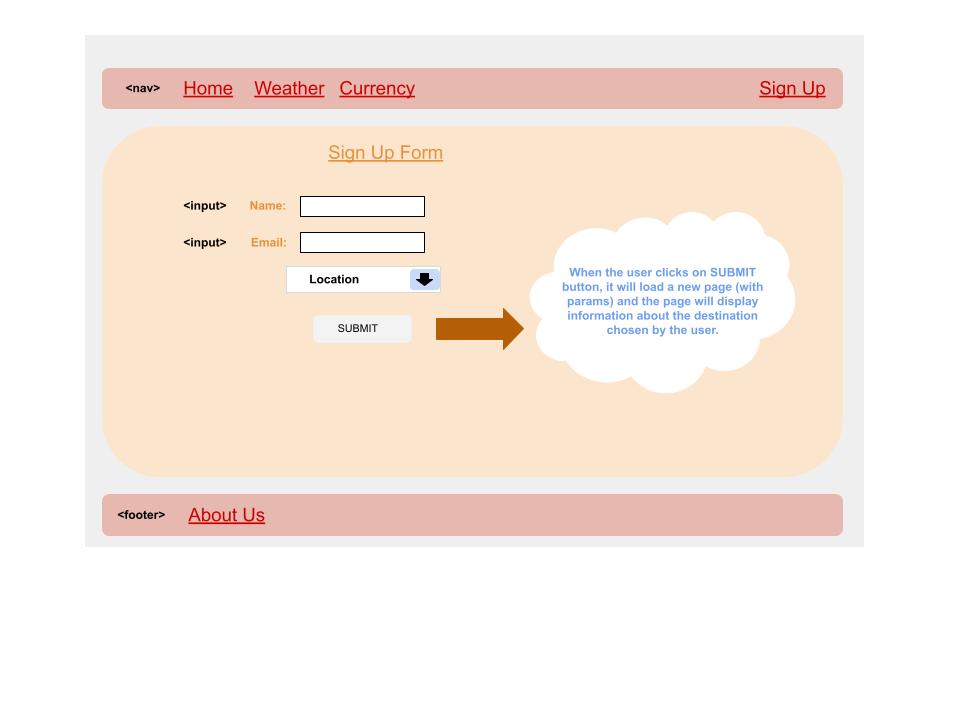 <nav> Home Weather Currency Sign Up
Sign Up Form
<input> Name:
<input> Email:
Location
SUBMIT
When the user clicks on SUBMIT
button, it will load a new page (with
params) and the page will display
information about the destination
chosen by the user.
<footer> About Us